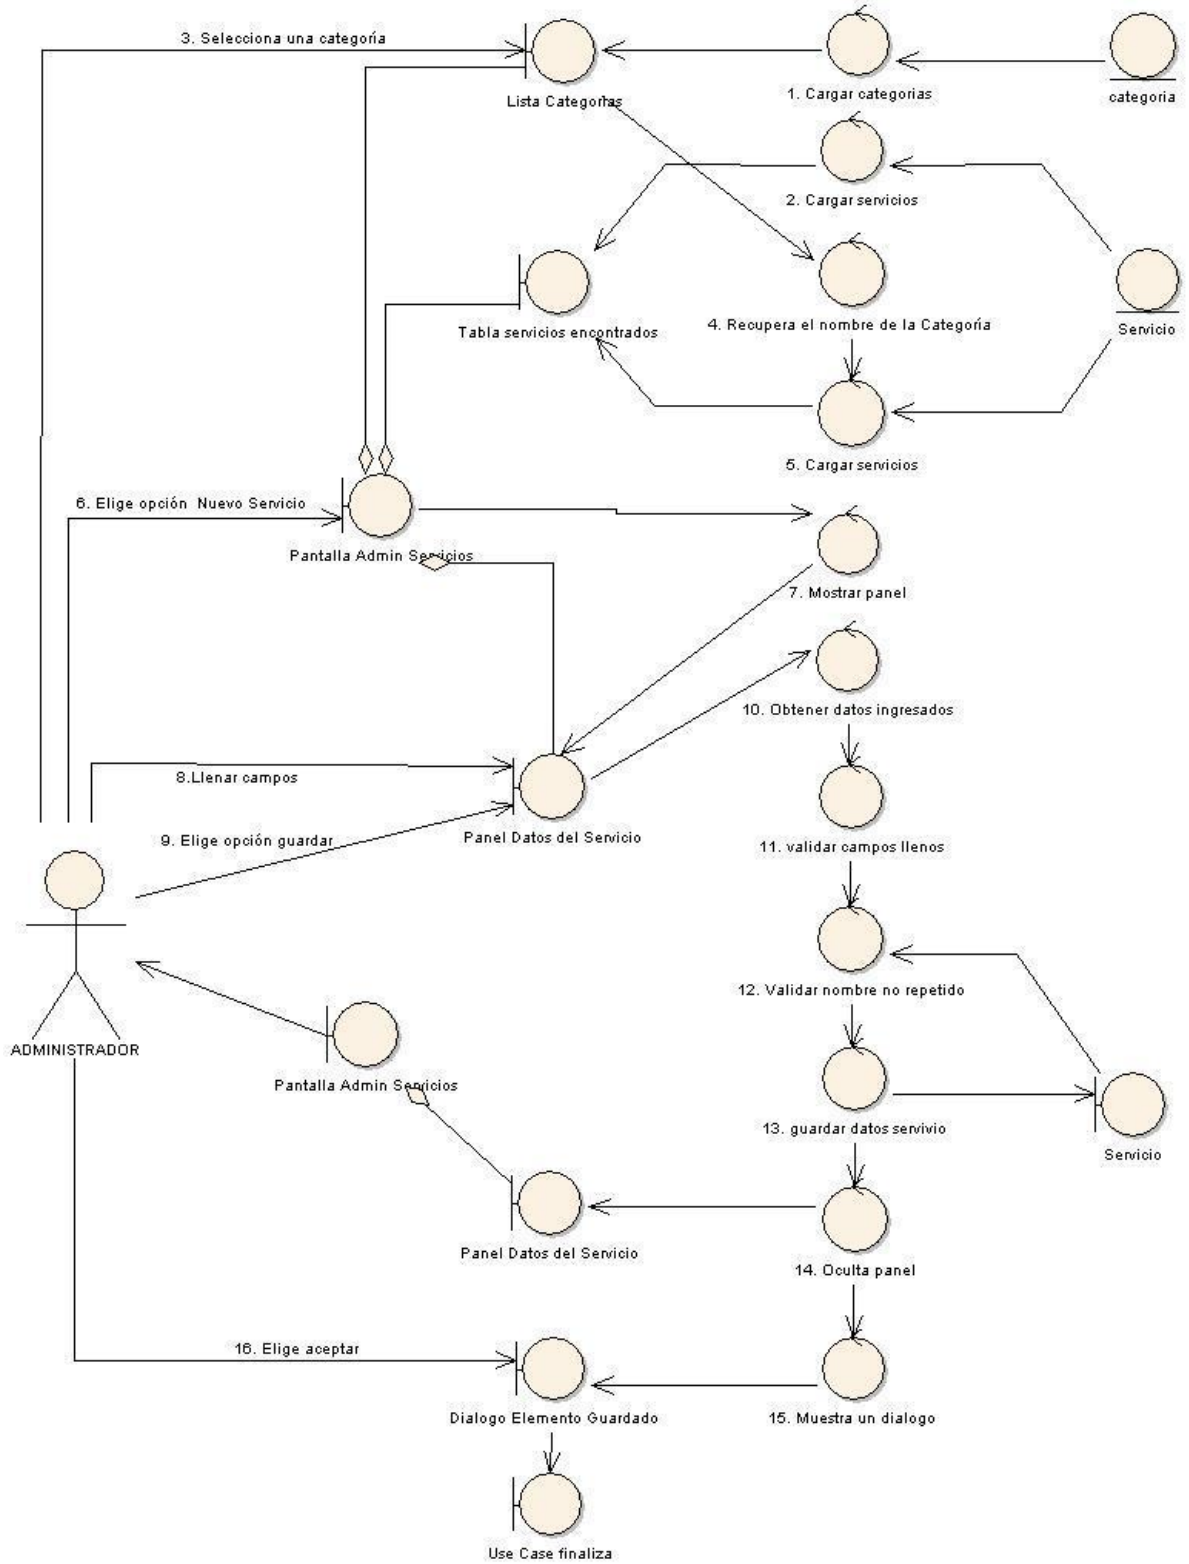 3. Selecciona una categoría
Lista Categorias
1. Cargar categorias
categoria
2. Cargar servicios
Tabla servicios encontrados
4. Recupera el nombre de la Categoría
Servicio
5. Cargar servicios
6. Elige opción Nuevo Servicio
Pantalla Admin Servicios
7. Mostrar panel
10. Obtener datos ingresados
8.Llenar campos
9. Elige opción guardar
Panel Datos del Servicio
11. validar campos llenos
12. Validar nombre no repetido
ADMINISTRADOR
Pantalla Admin Servicios
13. guardar datos servivio
Servicio
Panel Datos del Servicio
14. Oculta panel
16. Elige aceptar
Dialogo Elemento Guardado
15. Muestra un dialogo
Use Case finaliza